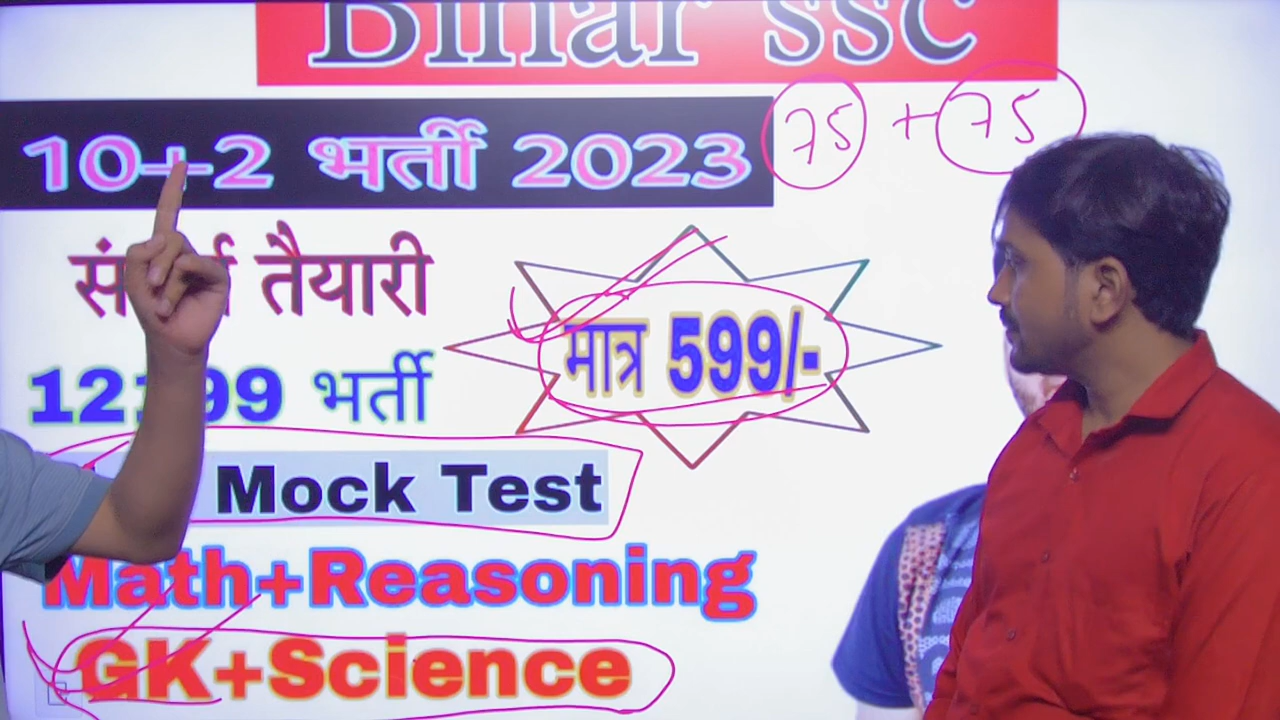 Bihar SSC
10+2 भर्ती 2023 75 + 75
तैयारी
मात्र 599/-
भर्ती
Mock Test
Math+Reasoning
GK+Science